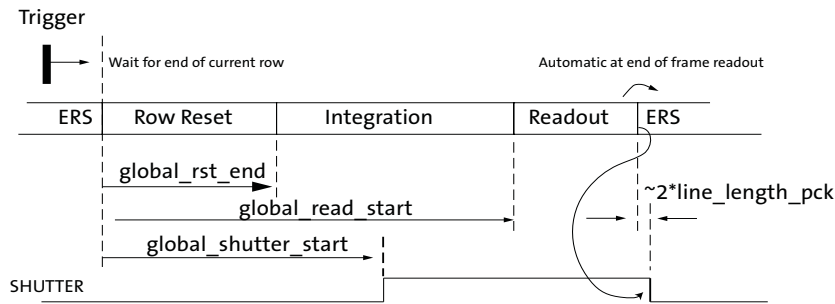 Trigger
Wait for end of current row
Automatic at end of frame readout
ERS Row Reset Integration Readout ERS
global_rst_end
~2*line_length_pck
global_read_start
global_shutter_start
SHUTTER